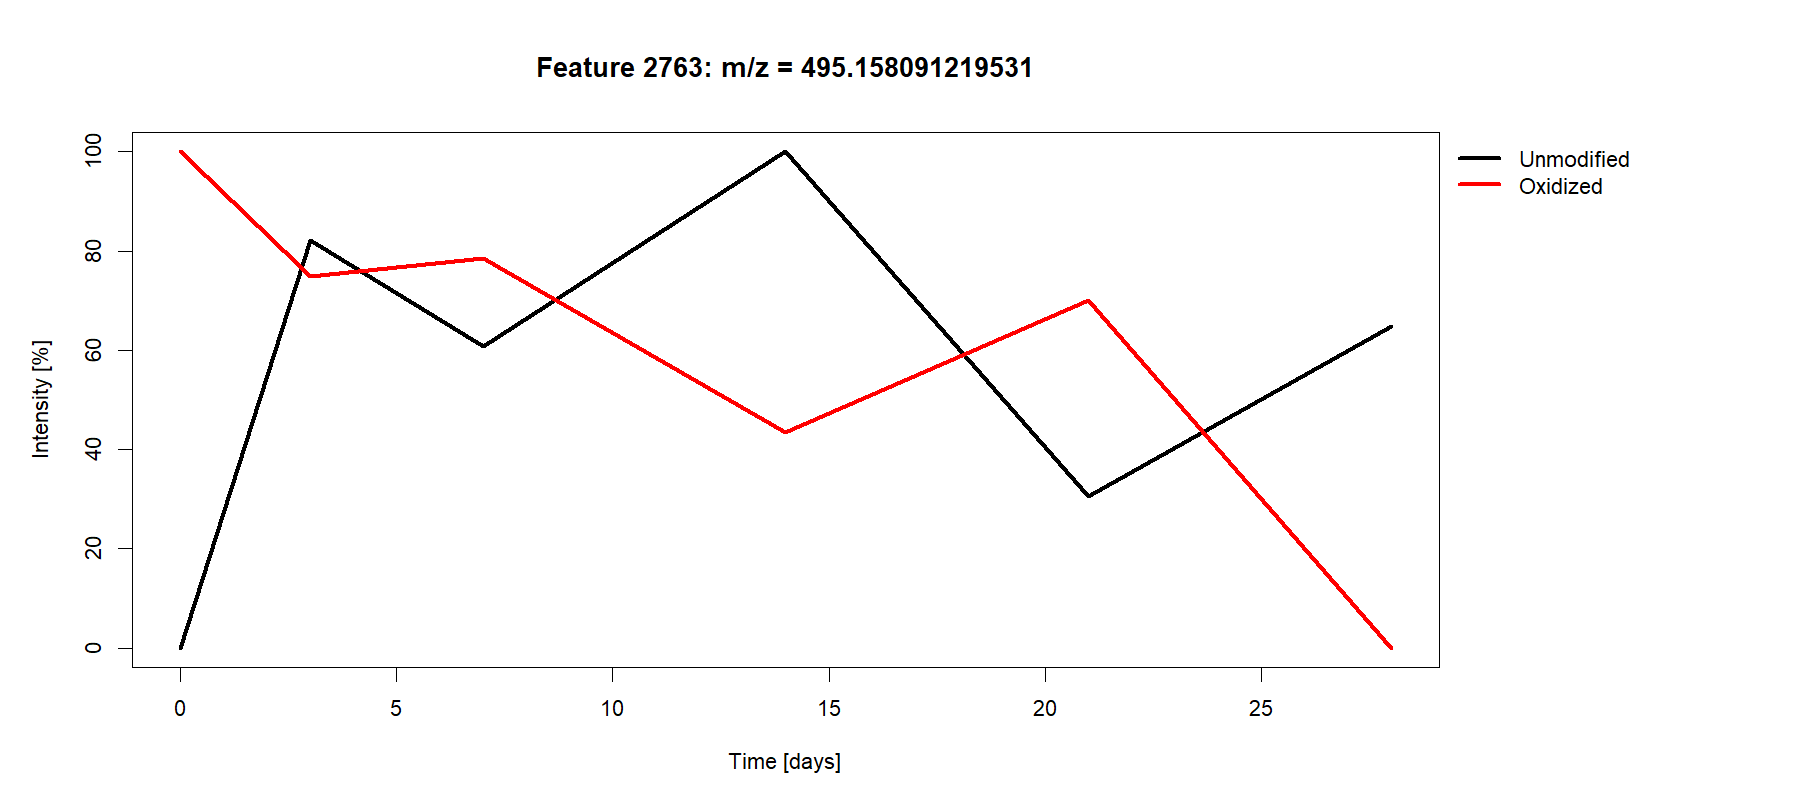 Feature 2763: m/z = 495.158091219531
Unmodified
Oxidized
Intensity [%]
100
80
60
40
20
0
0 5 10 15 20 25
Time [days]